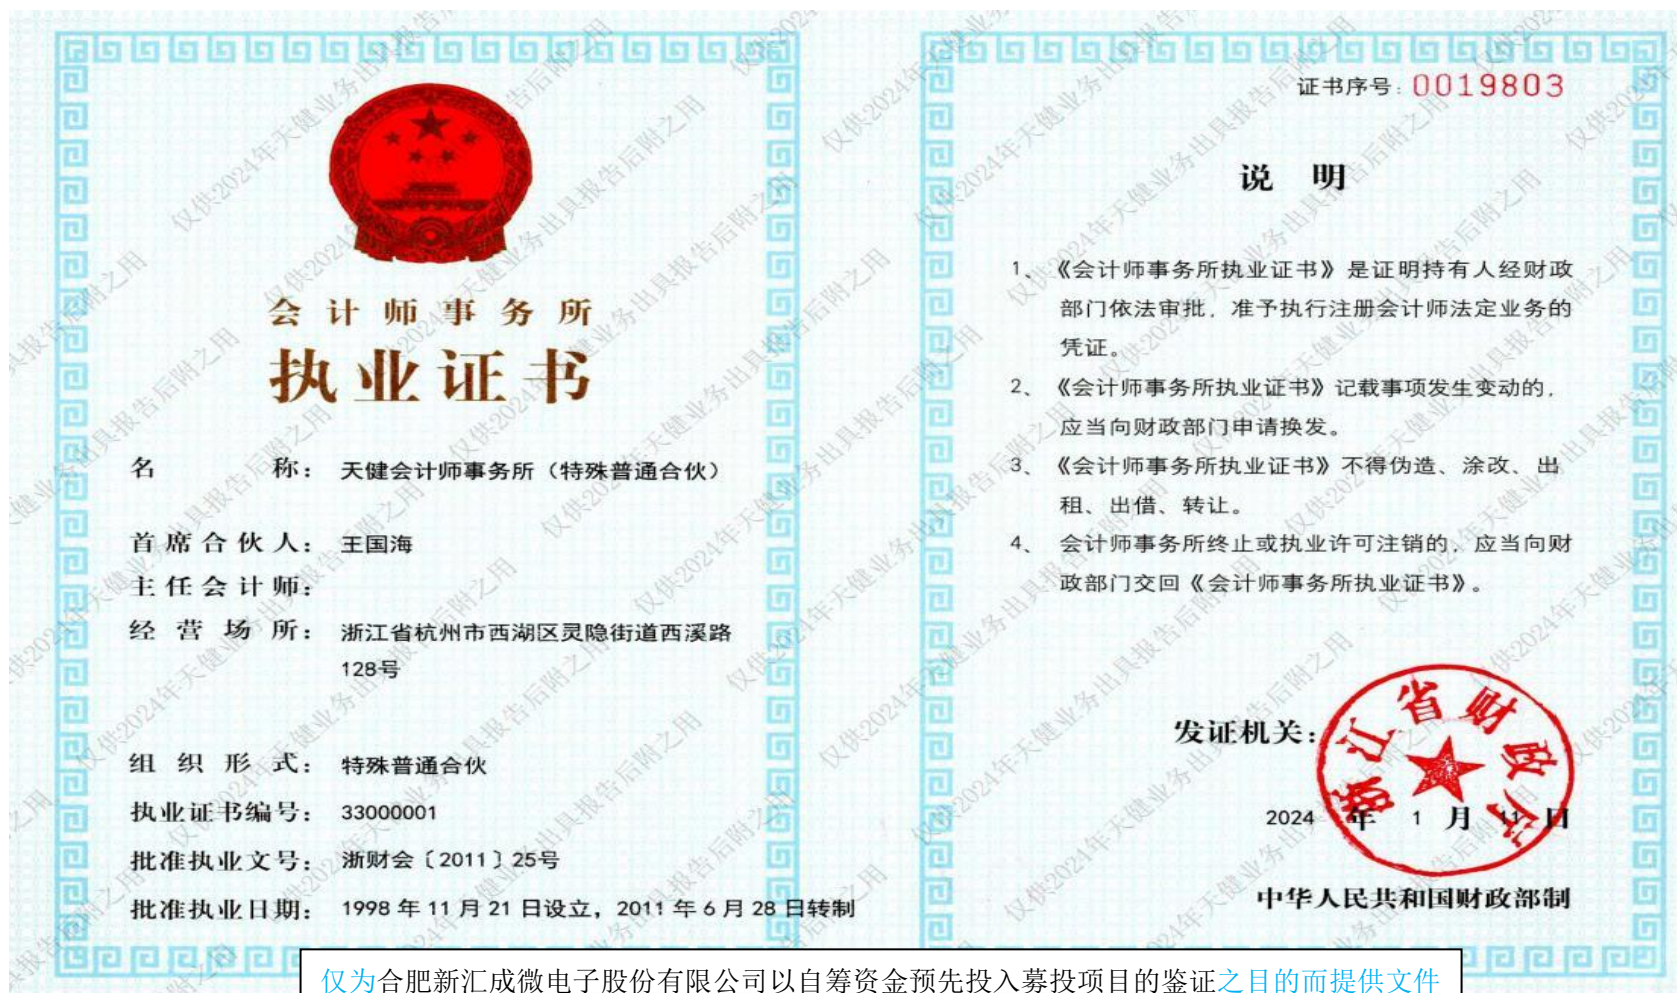 会计师事务所
执业证书
名称：天健会计师事务所（特殊普通合伙）
首席合伙人：王国海
主任会计师：
经营场所：浙江省杭州市西湖区灵隐街道西溪路
128号
组织形式：特殊普通合伙
执业证书编号：33000001
批准执业文号：浙财会〔2011〕25号
批准执业日期：1998年11月21日设立，2011年6月28日转制
证书序号：0019803
说明
1、《会计师事务所执业证书》是证明持有人经财政
部门依法审批，准予执行注册会计师法定业务的
凭证。
2、《会计师事务所执业证书》记载事项发生变动的，
应当向财政部门申请换发。
3、《会计师事务所执业证书》不得伪造、涂改、出
租、出借、转让。
4、会计师事务所终止或执业许可注销的，应当向财
政部门交回《会计师事务所执业证书》。
发证机关：
浙江省财政厅
2024年1月11日
中华人民共和国财政部制
仅为合肥新汇成微电子股份有限公司以自筹资金预先投入募投项目的鉴证之目的而提供文件
仅供2024年天健业务出具报告后附之用